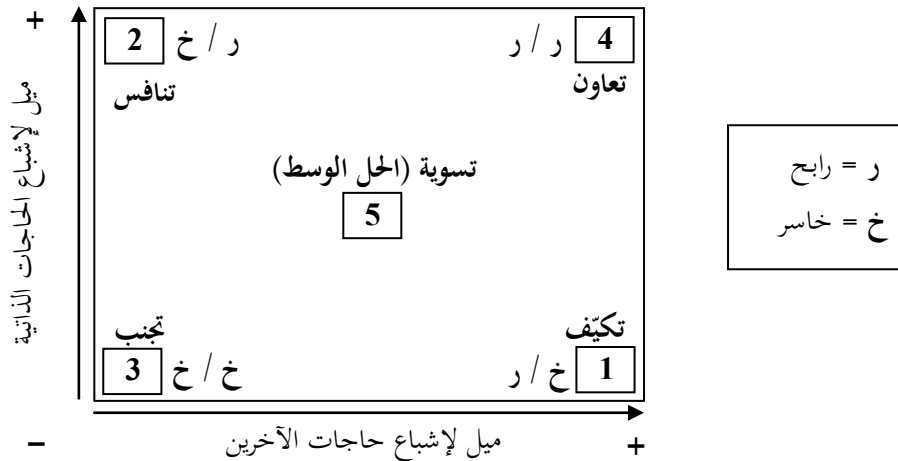 +
ر / خ 2
4 ر / ر
تنافس
تعاون
ميل لإشباع الحاجات الذاتية
تسوية (الحل الوسط)
5
ر = رابح
خ = خاسر
تجنب
تكيّف
3 خ / خ
1 خ / ر
–
ميل لإشباع حاجات الآخرين
+